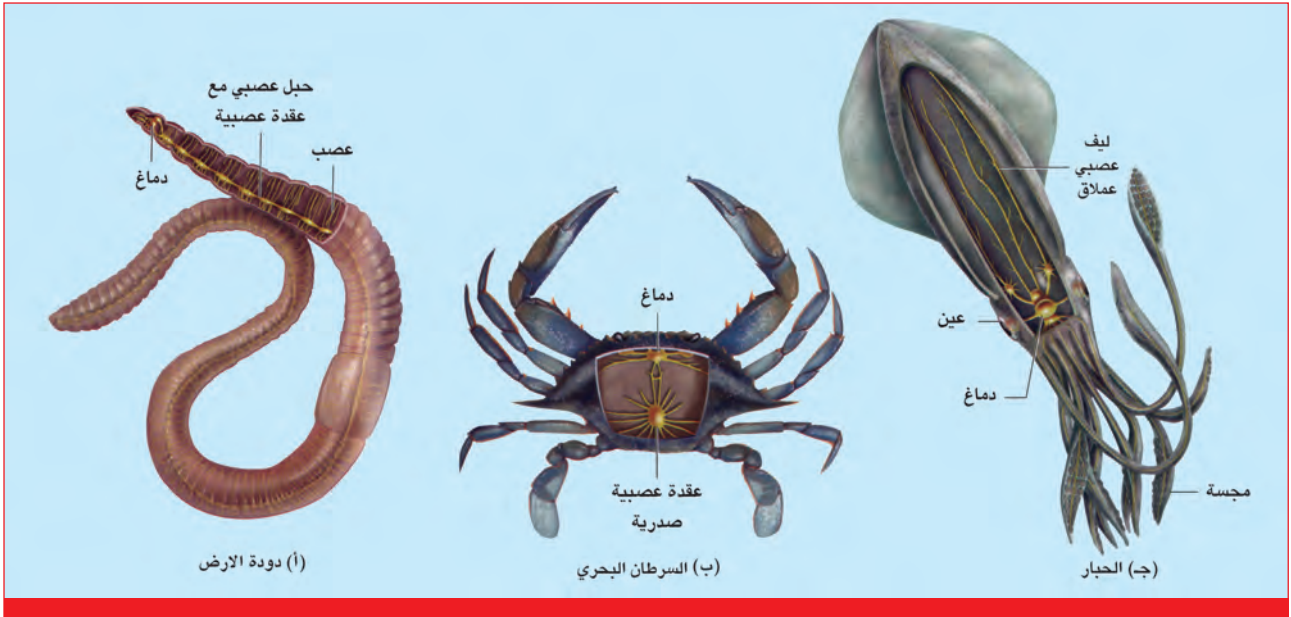 حبل عصبي مع
عقدة عصبية
عصب
دماغ
(أ) دودة الارض
دماغ
عقدة عصبية
صدرية
(ب) السرطان البحري
ليف
عصبي
عملاق
عين
دماغ
مجسة
(جـ) الحبار